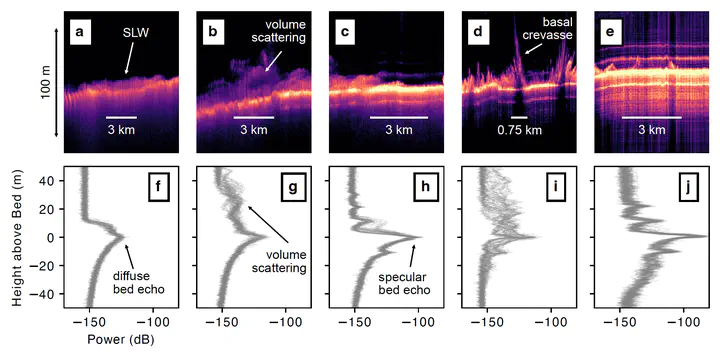 a
SLW
3 km
100 m
b
volume
scattering
3 km
c
3 km
d
basal
crevasse
0.75 km
e
3 km
Height above Bed (m)
40
20
0
−20
−40
f
diffuse
bed echo
−150
−100
Power (dB)
g
volume
scattering
−150
−100
h
specular
bed echo
−150
−100
i
−150
−100
j
−150
−100